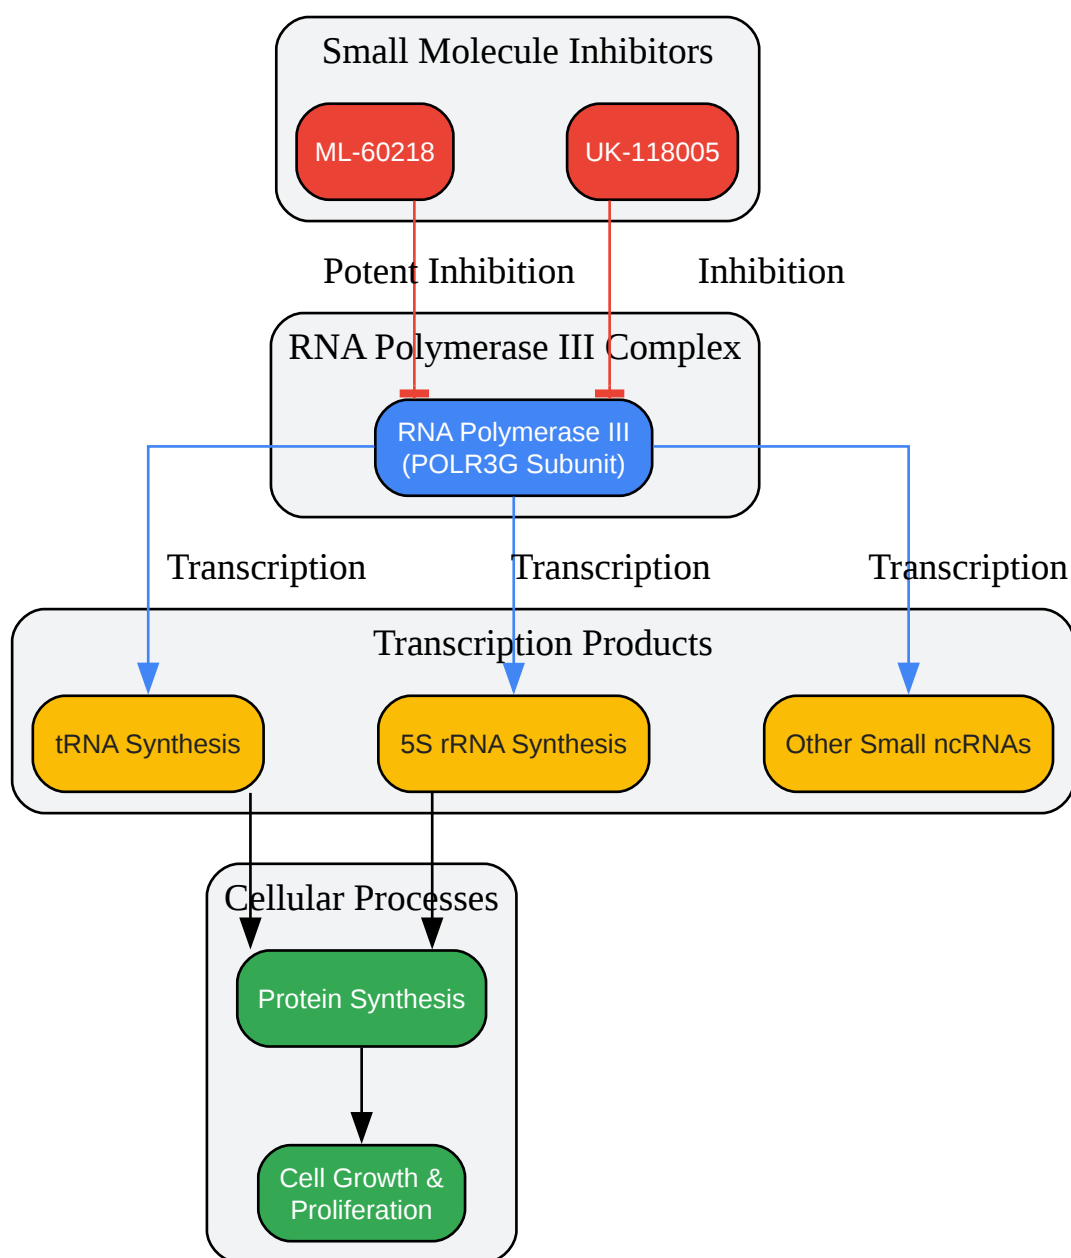 Small Molecule Inhibitors
ML-60218
UK-118005
Potent Inhibition
Inhibition
RNA Polymerase III Complex
RNA Polymerase III
(POLR3G Subunit)
Transcription
Transcription
Transcription
Transcription Products
tRNA Synthesis
5S rRNA Synthesis
Other Small ncRNAs
Cellular Processes
Protein Synthesis
Cell Growth &
Proliferation